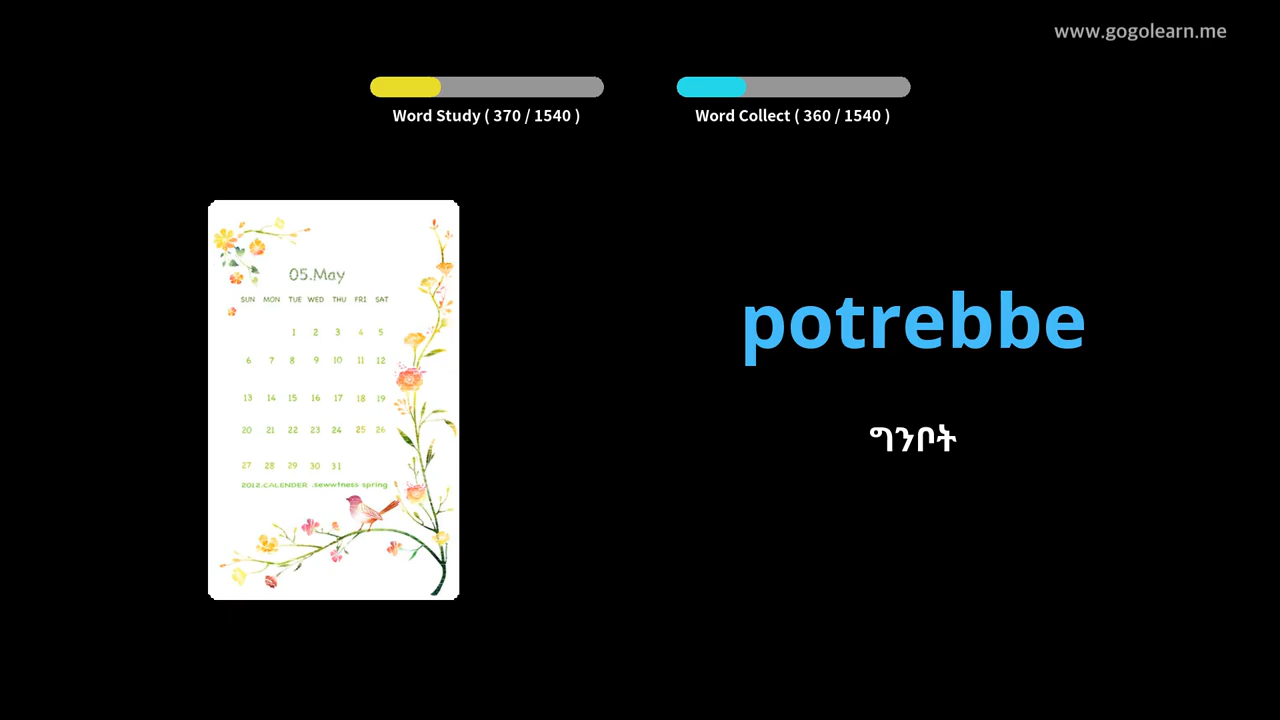 www.gogolearn.me
Word Study ( 370 / 1540 )
Word Collect ( 360 / 1540 )
05.May
SUN MON TUE WED THU FRI SAT
1 2 3 4 5
6 7 8 9 10 11 12
13 14 15 16 17 18 19
20 21 22 23 24 25 26
27 28 29 30 31
2012.CALENDER .sewwtness spring
potrebbe
ግንቦት